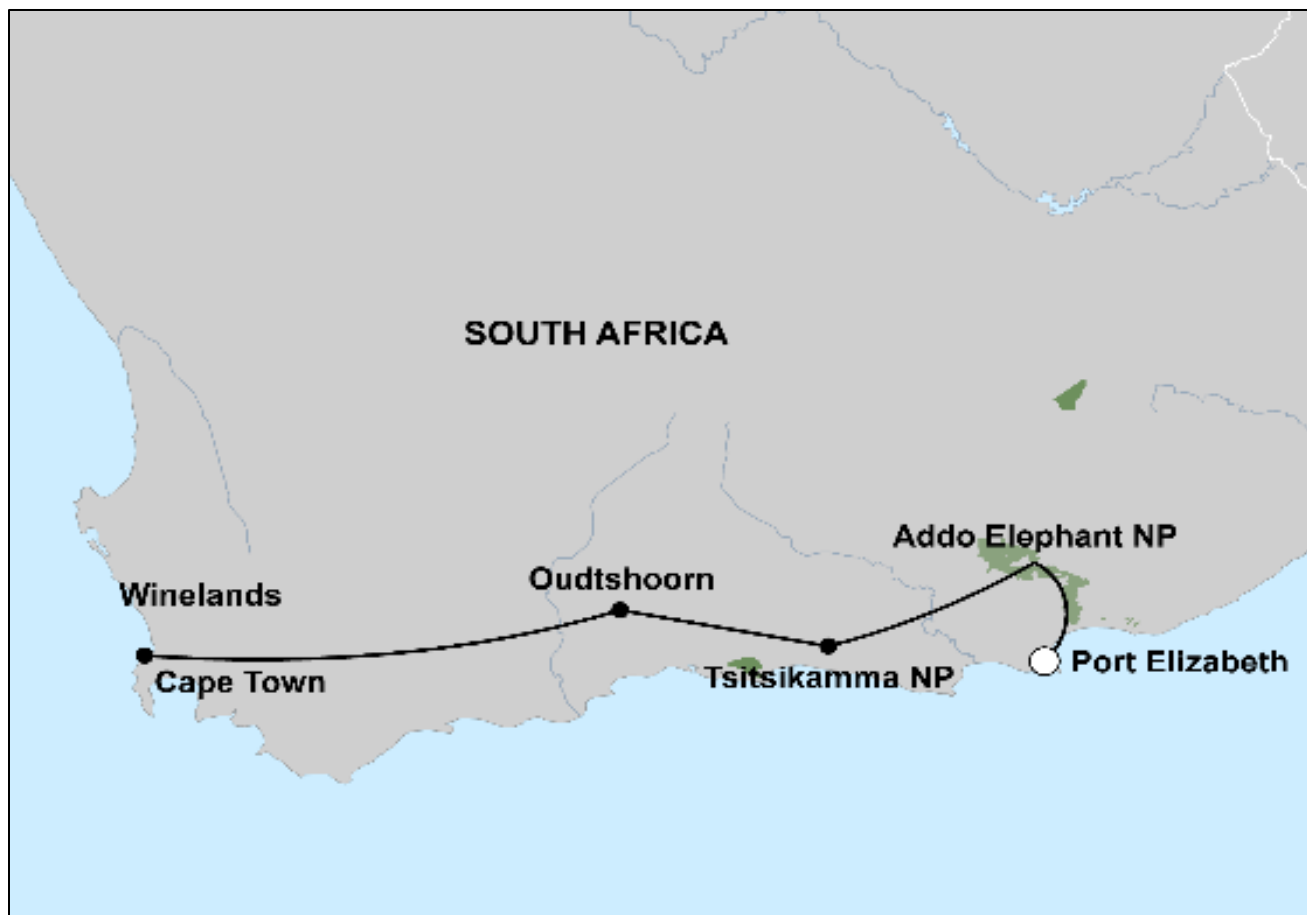 SOUTH AFRICA
Addo Elephant NP
Oudtshoorn
Winelands
Port Elizabeth
Tsitsikamma NP
Cape Town